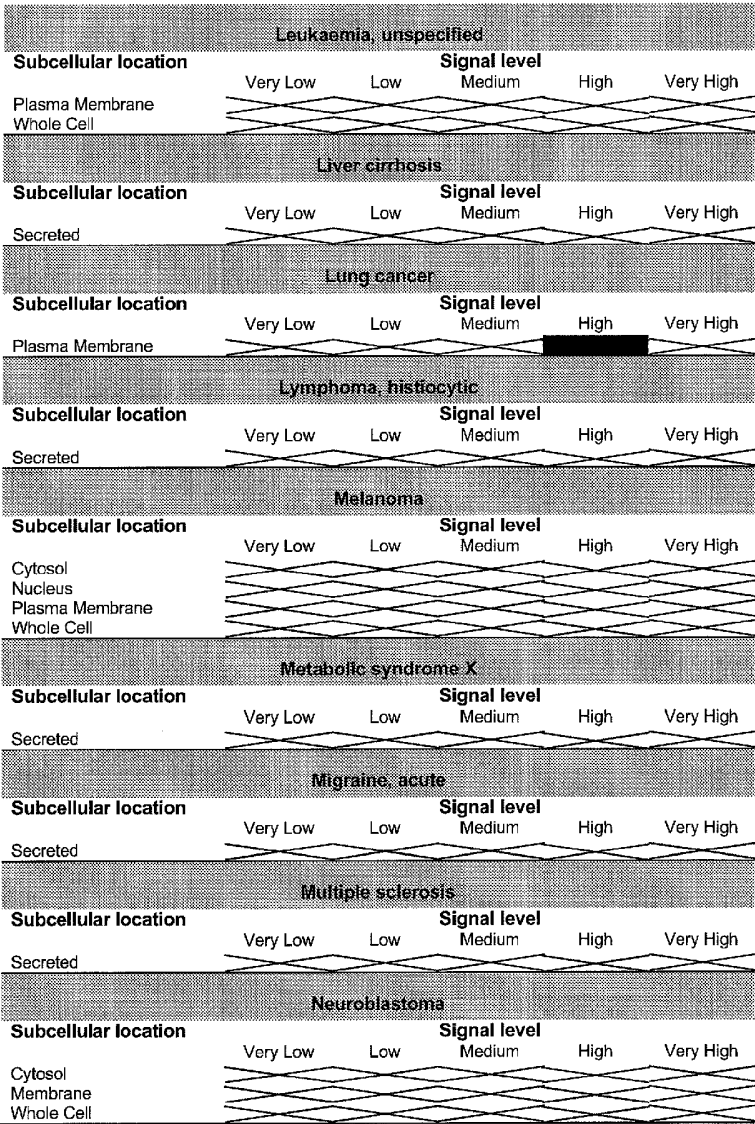 Leukaemia, unspecified
Subcellular location Signal level
Very Low Low Medium High Very High
Plasma Membrane
Whole Cell
Liver cirrhosis
Subcellular location Signal level
Very Low Low Medium High Very High
Secreted
Lung cancer
Subcellular location Signal level
Very Low Low Medium High Very High
Plasma Membrane
Lymphoma, histiocytic
Subcellular location Signal level
Very Low Low Medium High Very High
Secreted
Melanoma
Subcellular location Signal level
Very Low Low Medium High Very High
Cytosol
Nucleus
Plasma Membrane
Whole Cell
Metabolic syndrome X
Subcellular location Signal level
Very Low Low Medium High Very High
Secreted
Migraine, acute
Subcellular location Signal level
Very Low Low Medium High Very High
Secreted
Multiple sclerosis
Subcellular location Signal level
Very Low Low Medium High Very High
Secreted
Neuroblastoma
Subcellular location Signal level
Very Low Low Medium High Very High
Cytosol
Membrane
Whole Cell